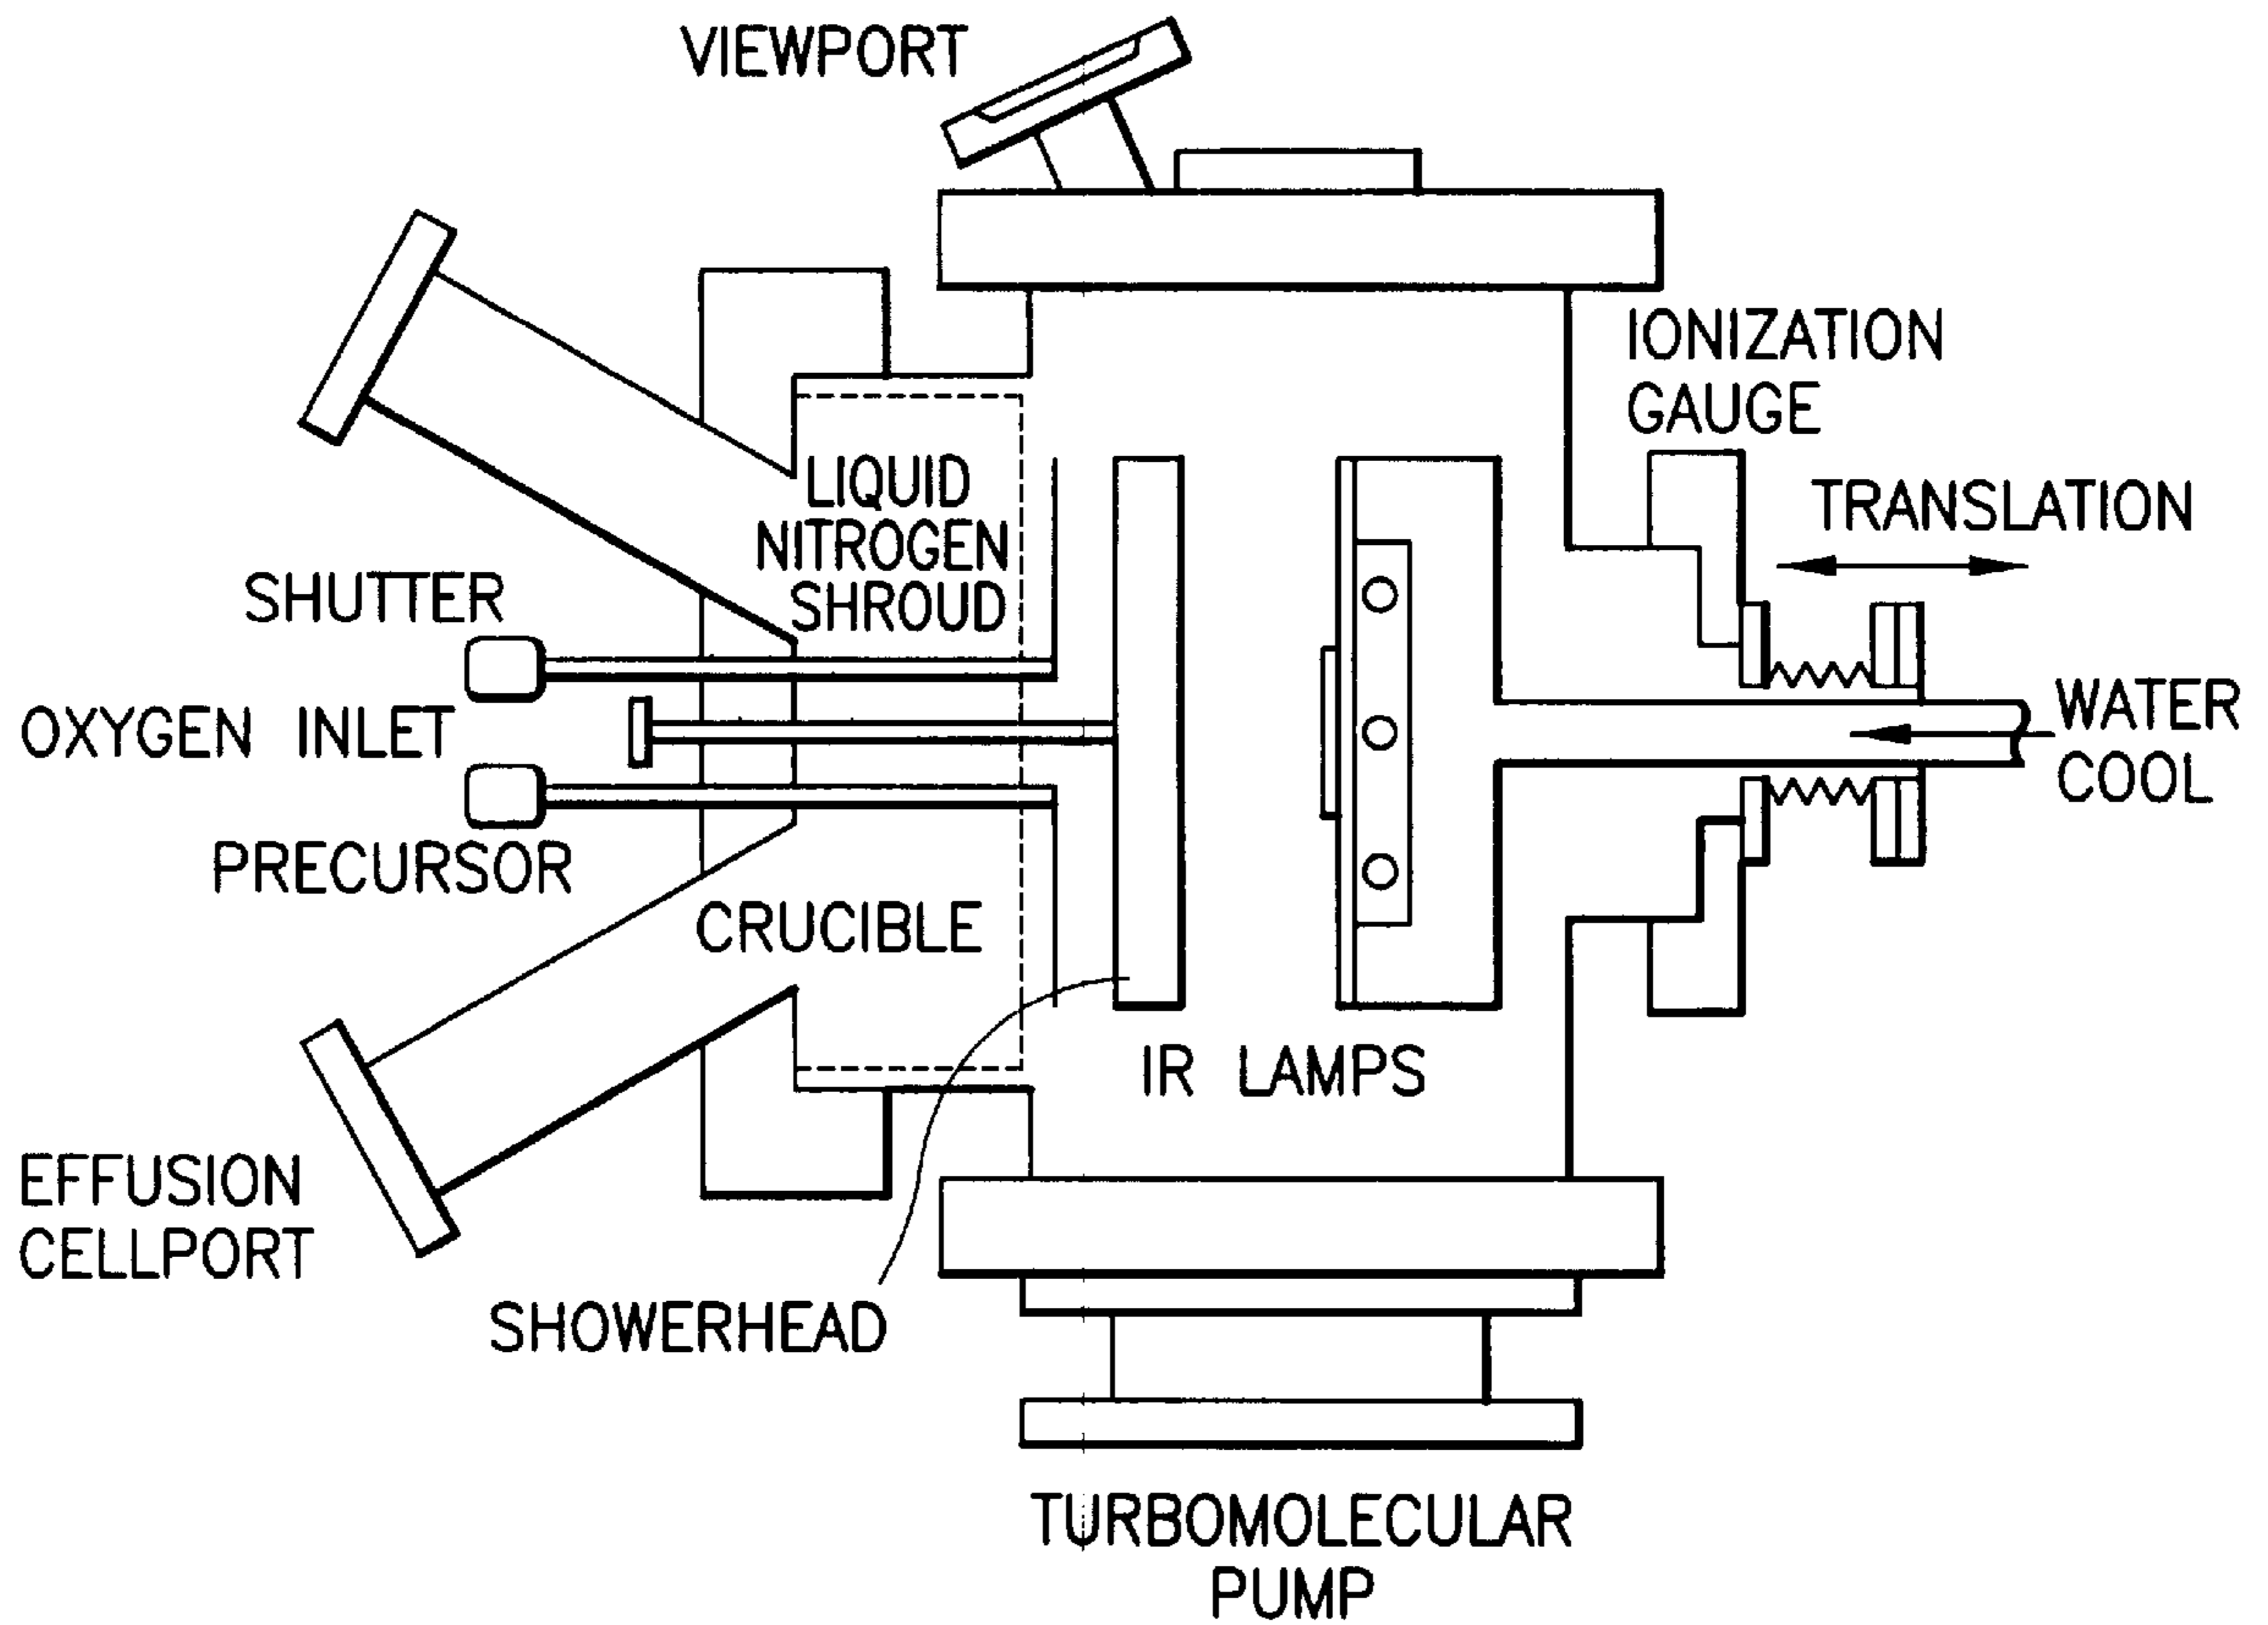 VIEWPORT
IONIZATION
GAUGE
TRANSLATION
LIQUID
NITROGEN
SHROUD
SHUTTER
OXYGEN INLET
WATER
COOL
PRECURSOR
CRUCIBLE
IR LAMPS
EFFUSION
CELLPORT
SHOWERHEAD
TURBOMOLECULAR
PUMP